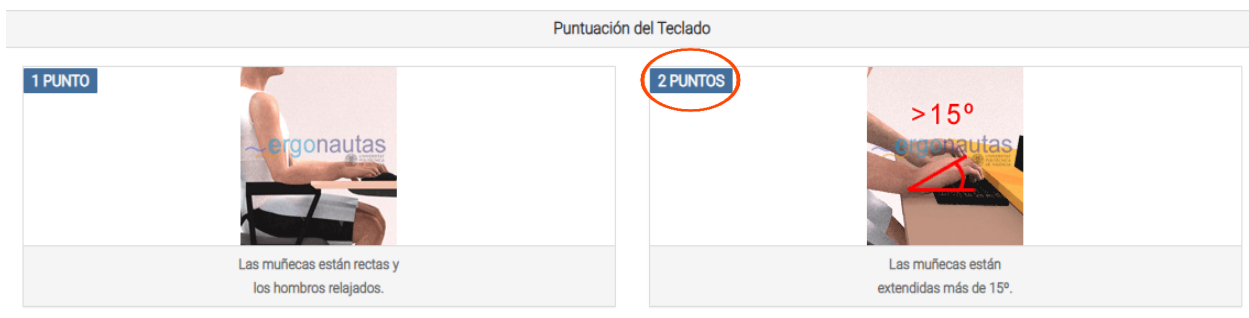 Puntuación del Teclado
1 PUNTO
ergonautas
Las muñecas están rectas y
los hombros relajados.
2 PUNTOS
>15º
ergonautas
Las muñecas están
extendidas más de 15º.